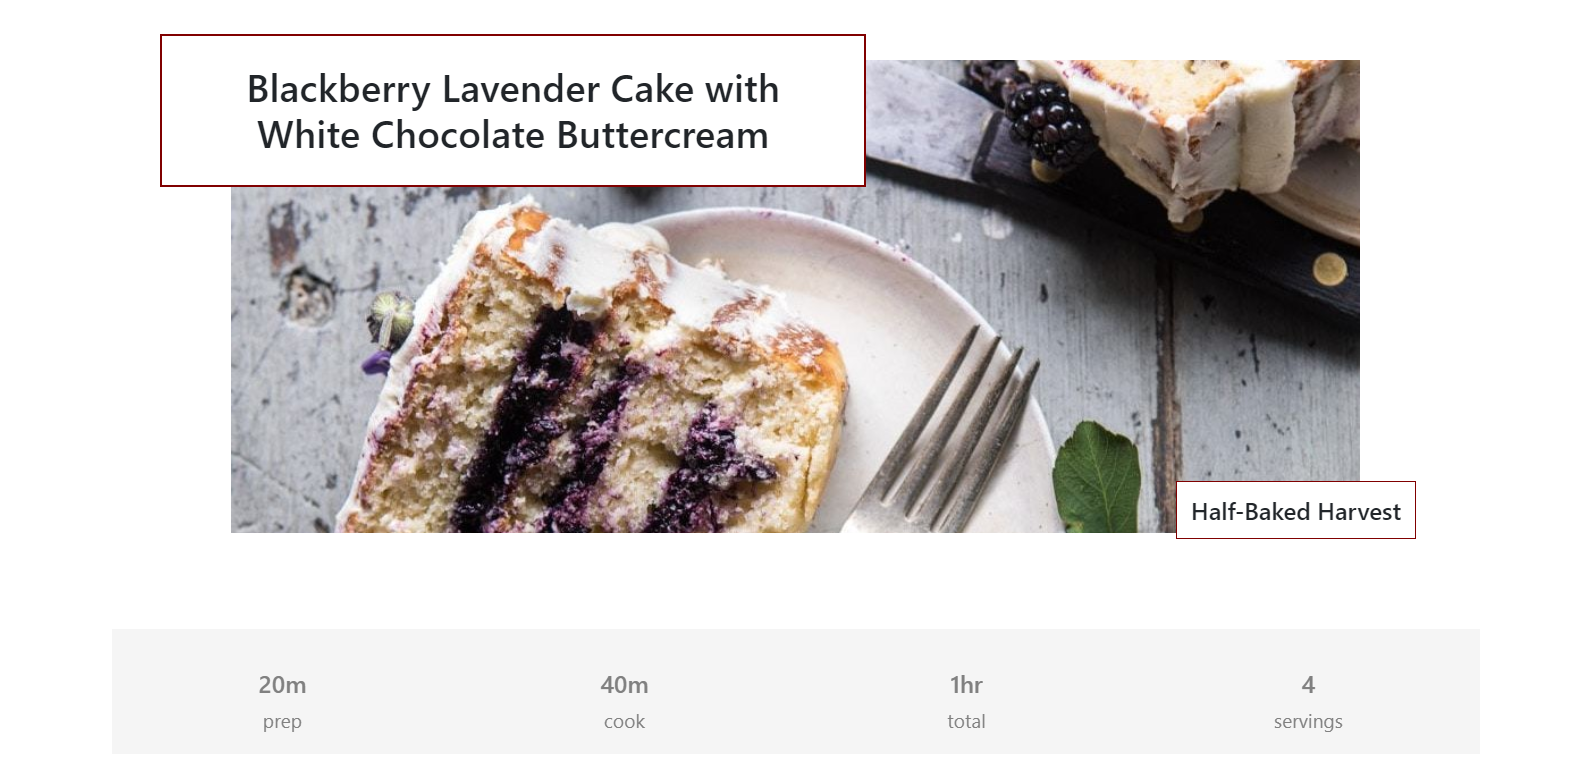 Blackberry Lavender Cake with
White Chocolate Buttercream
Half-Baked Harvest
20m
prep
40m
cook
1hr
total
4
servings